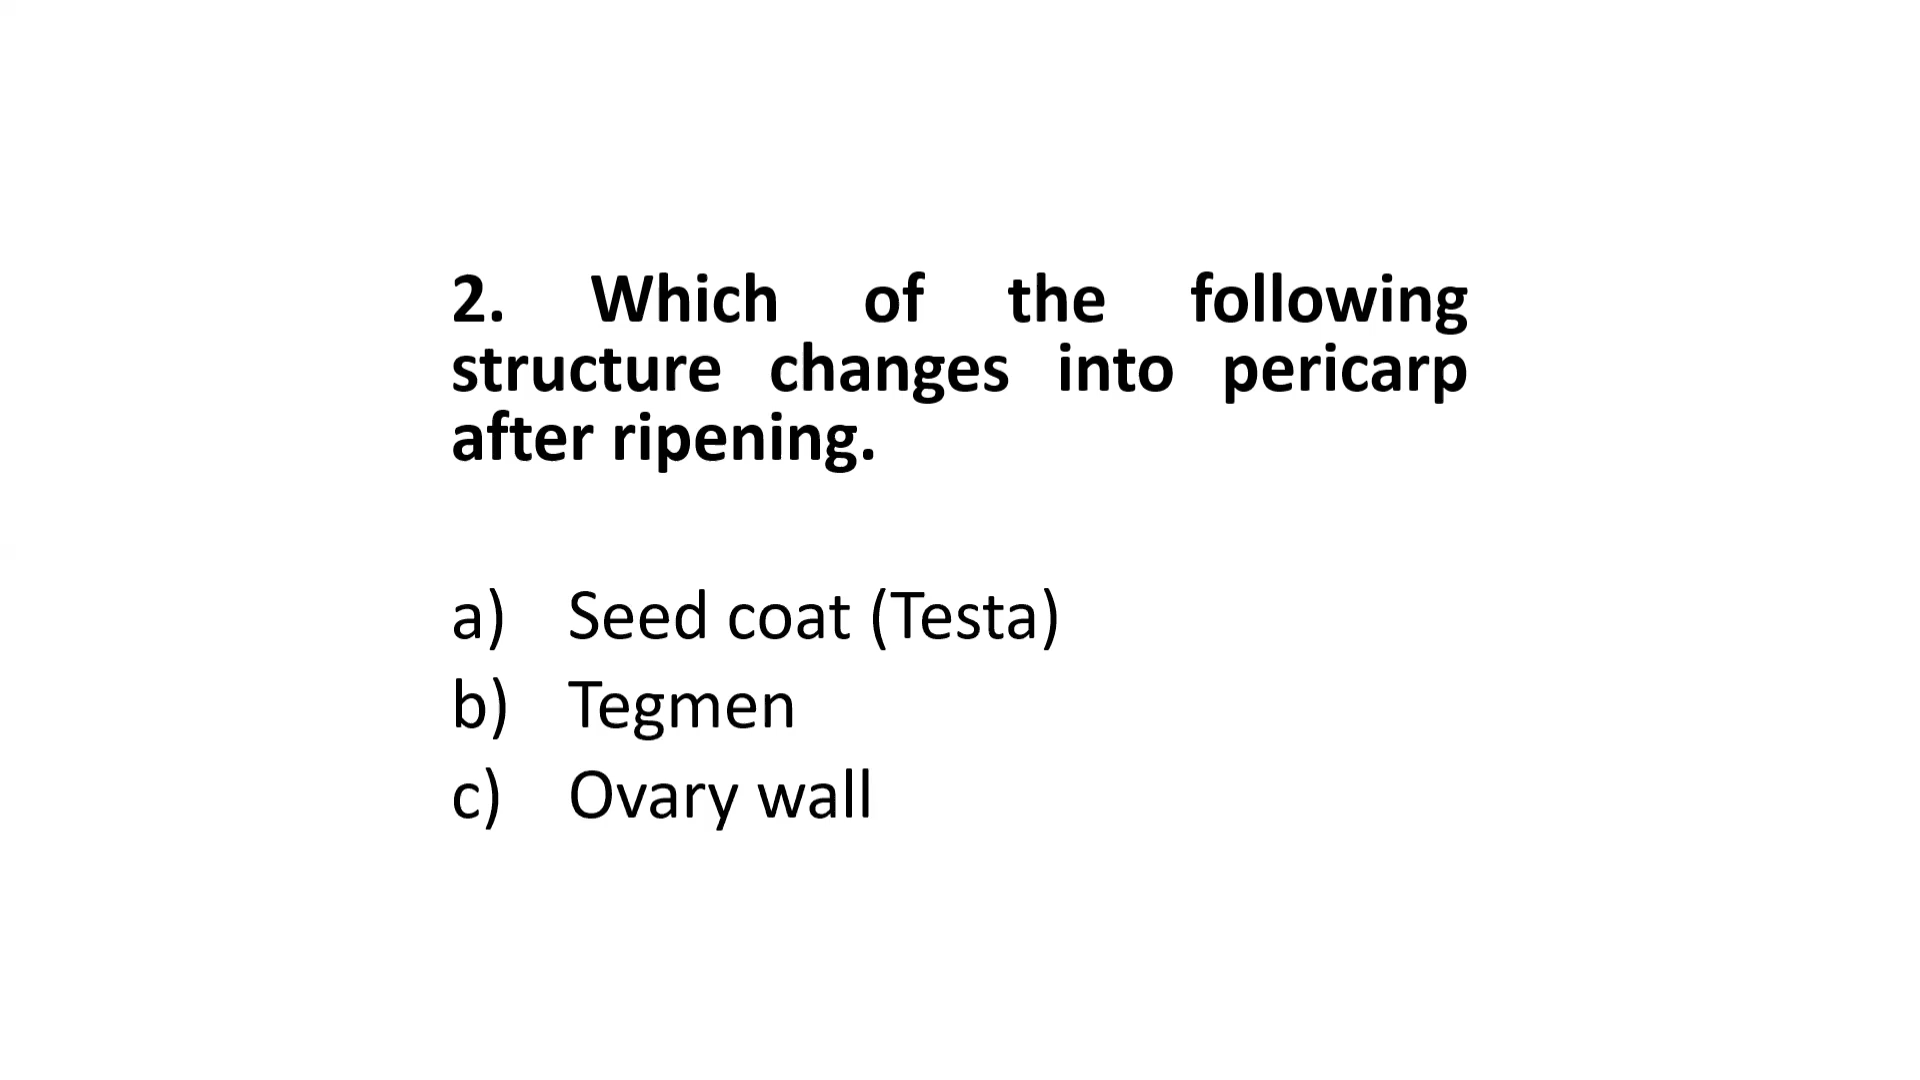 2. Which of the following
structure changes into pericarp
after ripening.
a) Seed coat (Testa)
b) Tegmen
c) Ovary wall